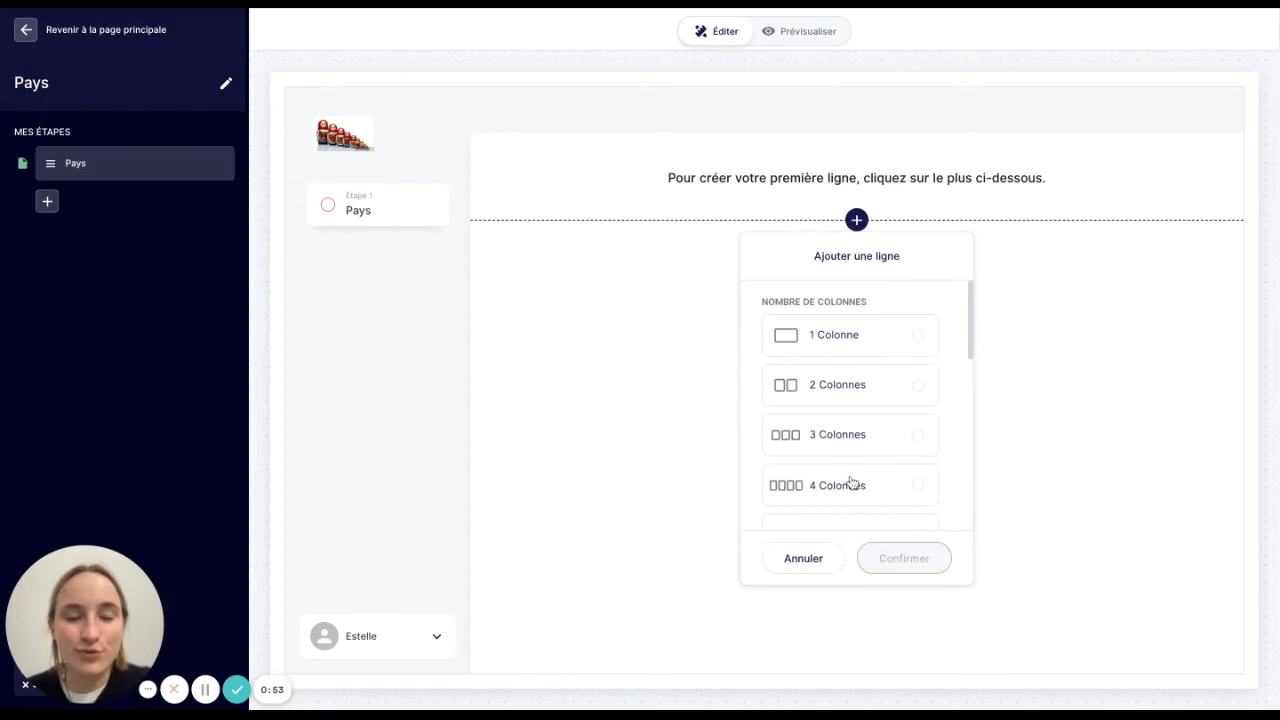 Revenir à la page principale
Éditer
Prévisualiser
Pays
MES ÉTAPES
Pays
Étape 1
Pays
Pour créer votre première ligne, cliquez sur le plus ci-dessous.
Ajouter une ligne
NOMBRE DE COLONNES
1 Colonne
2 Colonnes
3 Colonnes
4 Colonnes
Annuler
Confirmer
Estelle
0:53